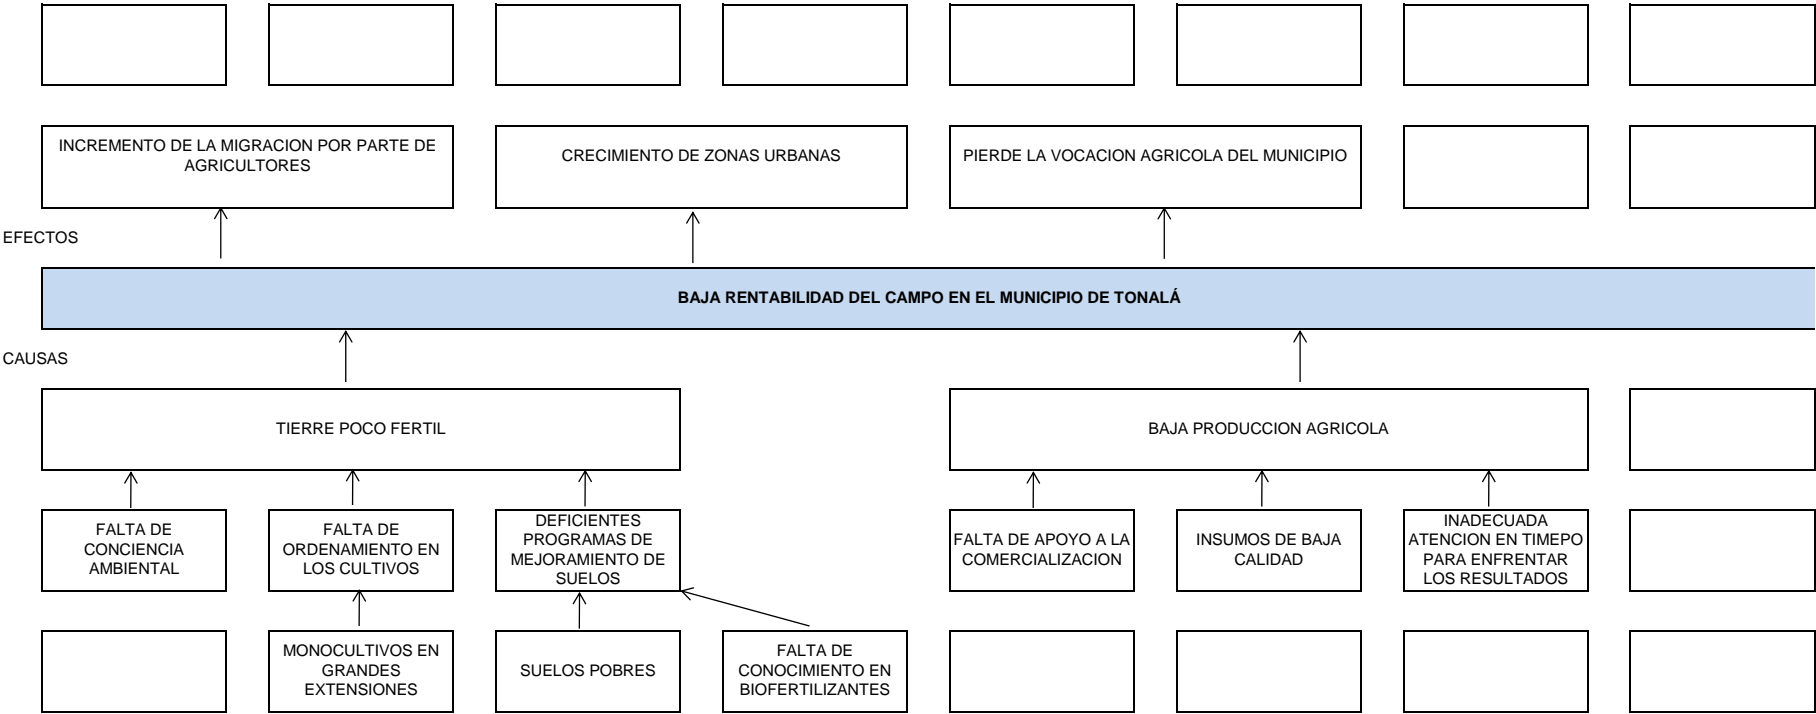 INCREMENTO DE LA MIGRACION POR PARTE DE
AGRICULTORES
CRECIMIENTO DE ZONAS URBANAS
PIERDE LA VOCACION AGRICOLA DEL MUNICIPIO
EFECTOS
BAJA RENTABILIDAD DEL CAMPO EN EL MUNICIPIO DE TONALÁ
CAUSAS
TIERRE POCO FERTIL
BAJA PRODUCCION AGRICOLA
FALTA DE
CONCIENCIA
AMBIENTAL
FALTA DE
ORDENAMIENTO EN
LOS CULTIVOS
DEFICIENTES
PROGRAMAS DE
MEJORAMIENTO DE
SUELOS
FALTA DE APOYO A LA
COMERCIALIZACION
INSUMOS DE BAJA
CALIDAD
INADECUADA
ATENCION EN TIMEPO
PARA ENFRENTAR
LOS RESULTADOS
MONOCULTIVOS EN
GRANDES
EXTENSIONES
SUELOS POBRES
FALTA DE
CONOCIMIENTO EN
BIOFERTILIZANTES